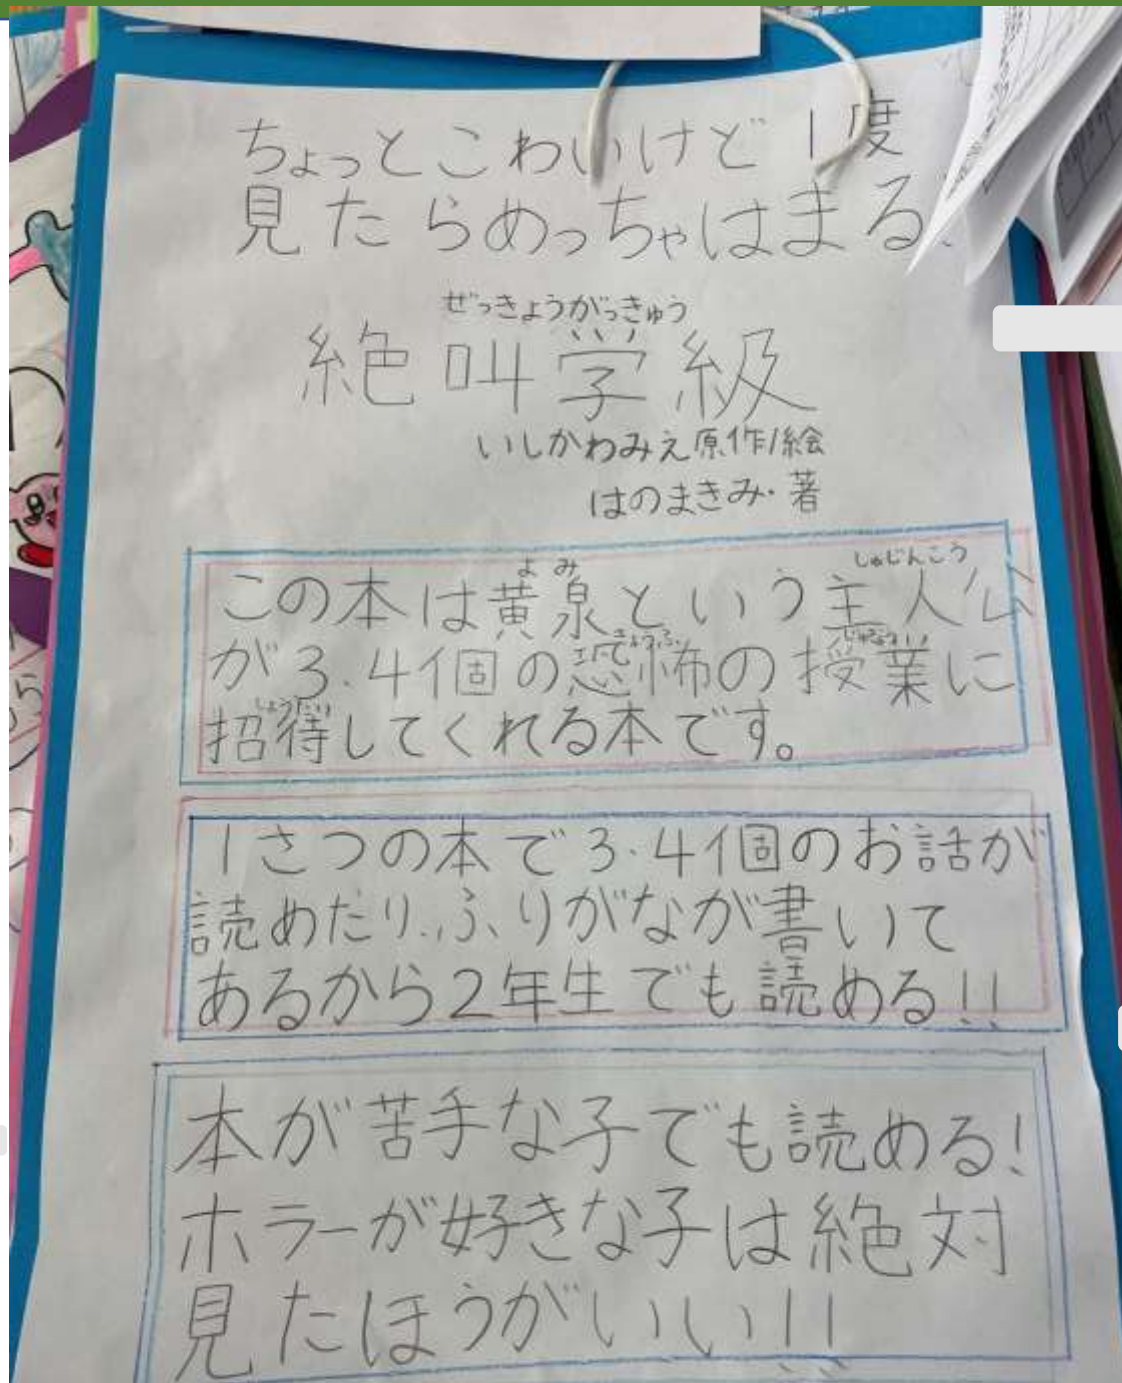 ちょっとこわいけど1度
見たらめっちゃはまる
ぜっきょうがっきゅう
絶叫学級
いしかわみえ原作/絵
はのまきみ・著
よみ しゅじんこう
この本は黄泉という主人公
きょうふ じゅぎょう
が3.4個の恐怖の授業に
しょうたい
招待してくれる本です。
1さつの本で3.4個のお話が
読めたり、ふりがなが書いて
あるから2年生でも読める!!
本が苦手な子でも読める!
ホラーが好きな子は絶対
見たほうがいい!!